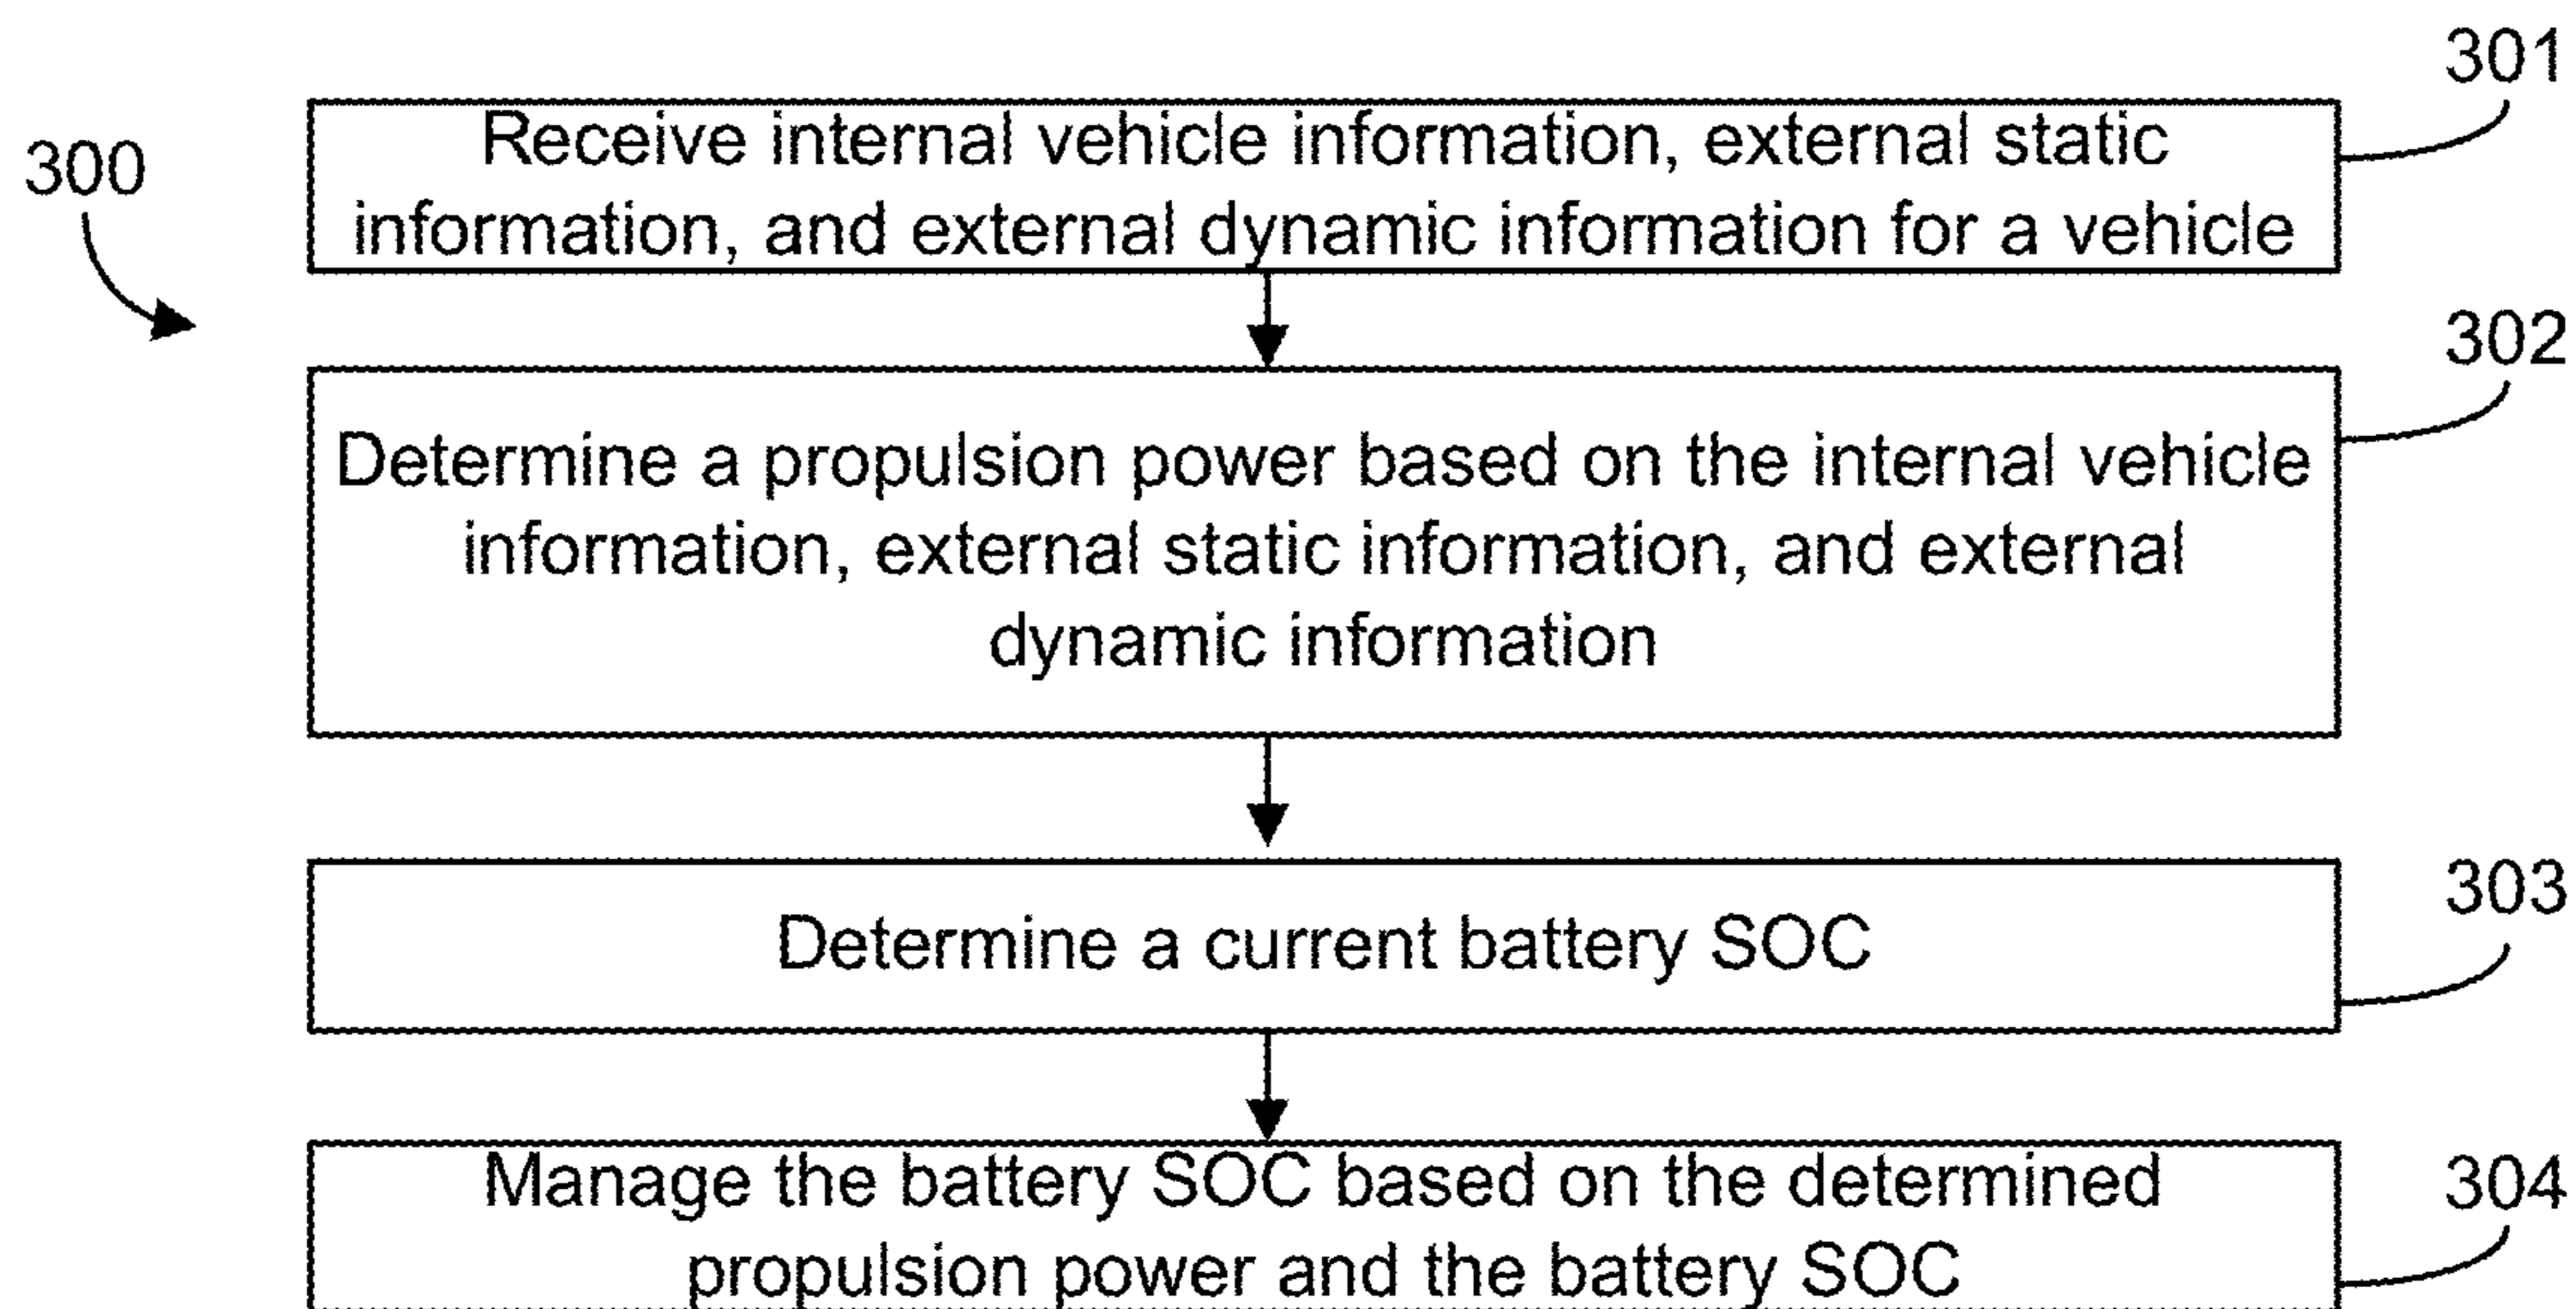 301
Receive internal vehicle information, external static
information, and external dynamic information for a vehicle
300
302
Determine a propulsion power based on the internal vehicle
information, external static information, and external
dynamic information
303
Determine a current battery SOC
304
Manage the battery SOC based on the determined
propulsion power and the battery SOC